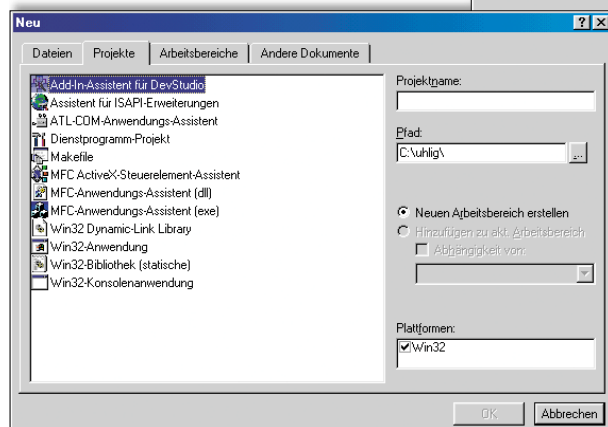 Neu
Dateien
Projekte
Arbeitsbereiche
Andere Dokumente
Add-In-Assistent für DevStudio
Assistent für ISAPI-Erweiterungen
ATL-COM-Anwendungs-Assistent
Dienstprogramm-Projekt
Makefile
MFC ActiveX-Steuerelement-Assistent
MFC-Anwendungs-Assistent (dll)
MFC-Anwendungs-Assistent (exe)
Win32 Dynamic-Link Library
Win32-Anwendung
Win32-Bibliothek (statische)
Win32-Konsolenanwendung
Projektname:
Pfad:
C:\uhlig\
...
Neuen Arbeitsbereich erstellen
Hinzufügen zu akt. Arbeitsbereich
Abhängigkeit von:
Plattformen:
Win32
OK
Abbrechen